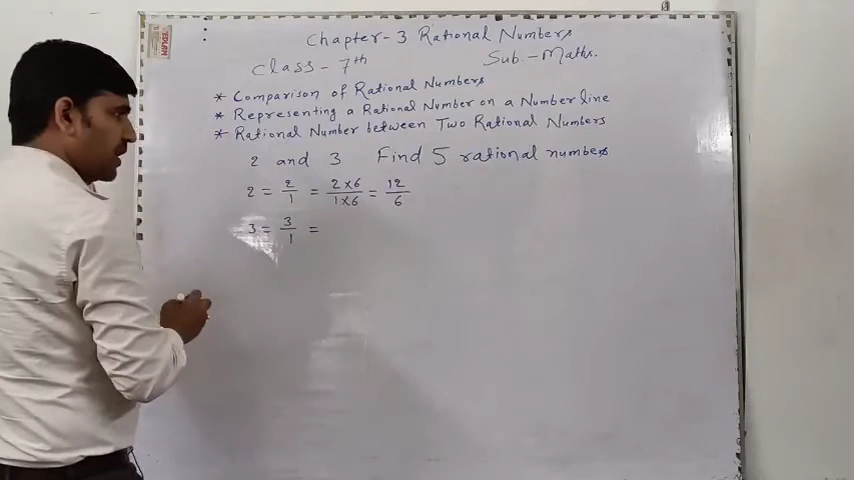 Chapter-3 Rational Numbers
Class-7th Sub.-Maths.
* Comparison of Rational Numbers
* Representing a Rational Number on a Number line
* Rational Number between Two Rational Numbers
2 and 3 Find 5 rational numbers
2 = 2/1 = 2×6/1×6 = 12/6
3 = 3/1 =